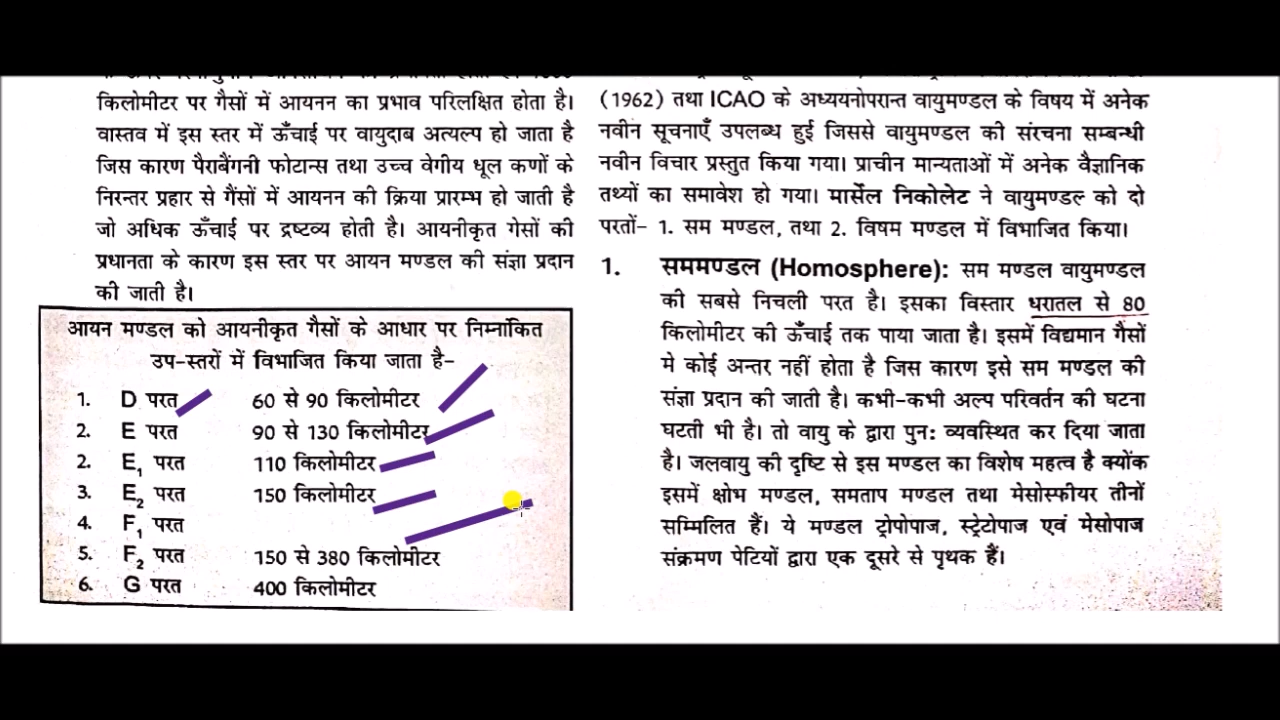 किलोमीटर पर गैसों में आयनन का प्रभाव परिलक्षित होता है।
वास्तव में इस स्तर में ऊँचाई पर वायुदाब अत्यल्प हो जाता है
जिस कारण पैराबैंगनी फोटान्स तथा उच्च वेगीय धूल कणों के
निरन्तर प्रहार से गैंसों में आयनन की क्रिया प्रारम्भ हो जाती है
जो अधिक ऊँचाई पर द्रष्टव्य होती है। आयनीकृत गेसों की
प्रधानता के कारण इस स्तर पर आयन मण्डल की संज्ञा प्रदान
की जाती है।
आयन मण्डल को आयनीकृत गैसों के आधार पर निम्नांकित
उप-स्तरों में विभाजित किया जाता है-
1. D परत 60 से 90 किलोमीटर
2. E परत 90 से 130 किलोमीटर
2. E₁ परत 110 किलोमीटर
3. E₂ परत 150 किलोमीटर
4. F₁ परत
5. F₂ परत 150 से 380 किलोमीटर
6. G परत 400 किलोमीटर
(1962) तथा ICAO के अध्ययनोपरान्त वायुमण्डल के विषय में अनेक
नवीन सूचनाएँ उपलब्ध हुई जिससे वायुमण्डल की संरचना सम्बन्धी
नवीन विचार प्रस्तुत किया गया। प्राचीन मान्यताओं में अनेक वैज्ञानिक
तथ्यों का समावेश हो गया। मार्सेल निकोलेट ने वायुमण्डल को दो
परतों- 1. सम मण्डल, तथा 2. विषम मण्डल में विभाजित किया।
1. सममण्डल (Homosphere): सम मण्डल वायुमण्डल
की सबसे निचली परत है। इसका विस्तार धरातल से 80
किलोमीटर की ऊँचाई तक पाया जाता है। इसमें विद्यमान गैसों
मे कोई अन्तर नहीं होता है जिस कारण इसे सम मण्डल की
संज्ञा प्रदान की जाती है। कभी-कभी अल्प परिवर्तन की घटना
घटती भी है। तो वायु के द्वारा पुन: व्यवस्थित कर दिया जाता
है। जलवायु की दृष्टि से इस मण्डल का विशेष महत्व है क्योंक
इसमें क्षोभ मण्डल, समताप मण्डल तथा मेसोस्फीयर तीनों
सम्मिलित हैं। ये मण्डल ट्रोपोपाज, स्ट्रेटोपाज एवं मेसोपाज
संक्रमण पेटियों द्वारा एक दूसरे से पृथक हैं।